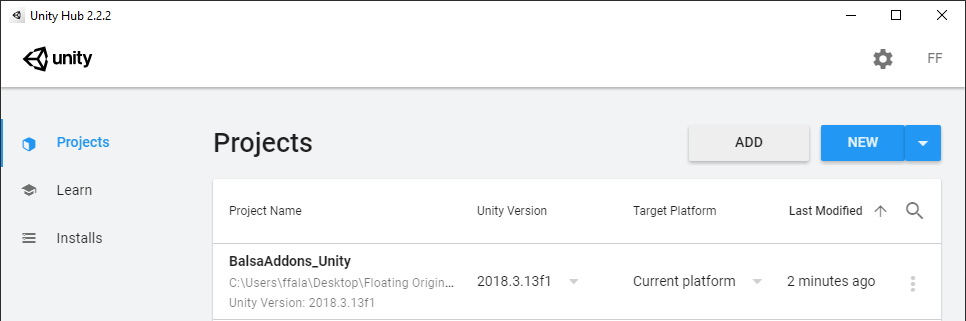 Unity Hub 2.2.2
unity
FF
Projects
Learn
Installs
Projects
ADD
NEW
Project Name
Unity Version
Target Platform
Last Modified
BalsaAddons_Unity
C:\Users\ffala\Desktop\Floating Origin...
Unity Version: 2018.3.13f1
2018.3.13f1
Current platform
2 minutes ago